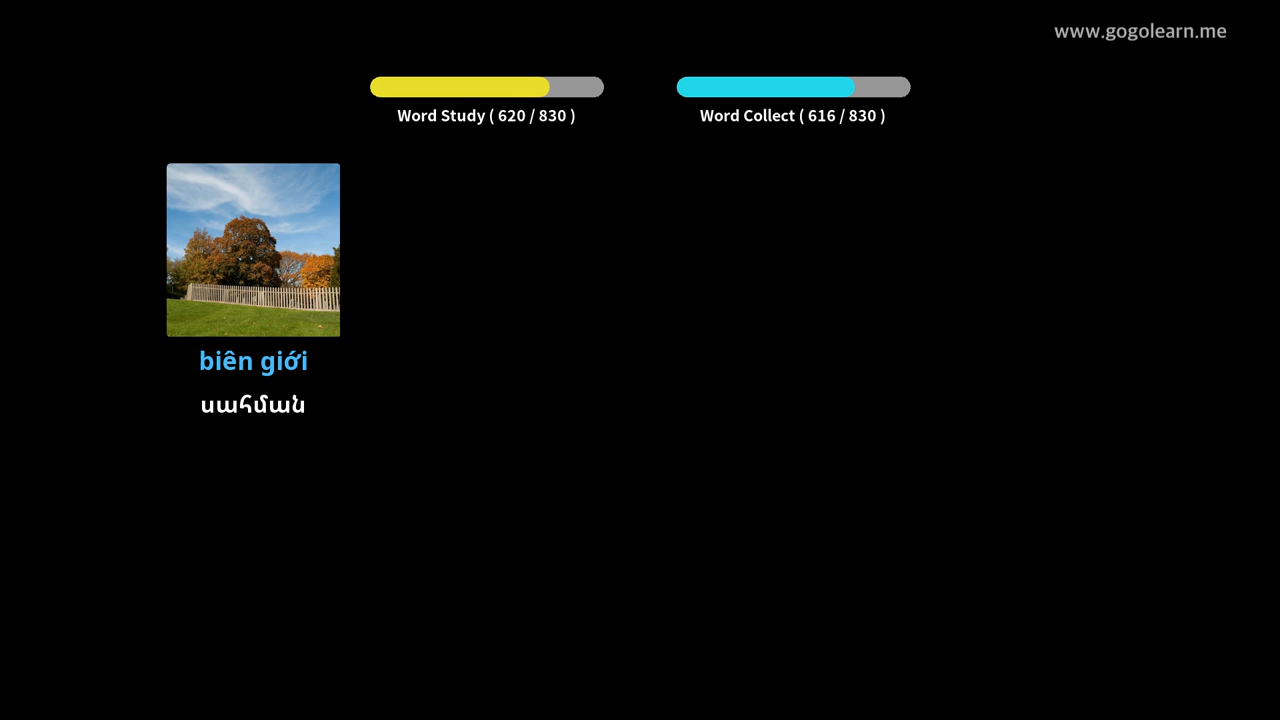 www.gogolearn.me
Word Study ( 620 / 830 )
Word Collect ( 616 / 830 )
biên giới
սահման